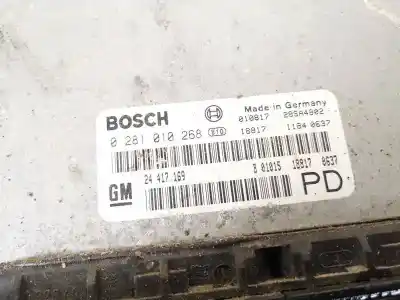 BOSCH
Made in Germany
010817 28SA4902
0 281 010 268 18817 1184 0637
24 417 169 8 01015 18817 0637
GM PD